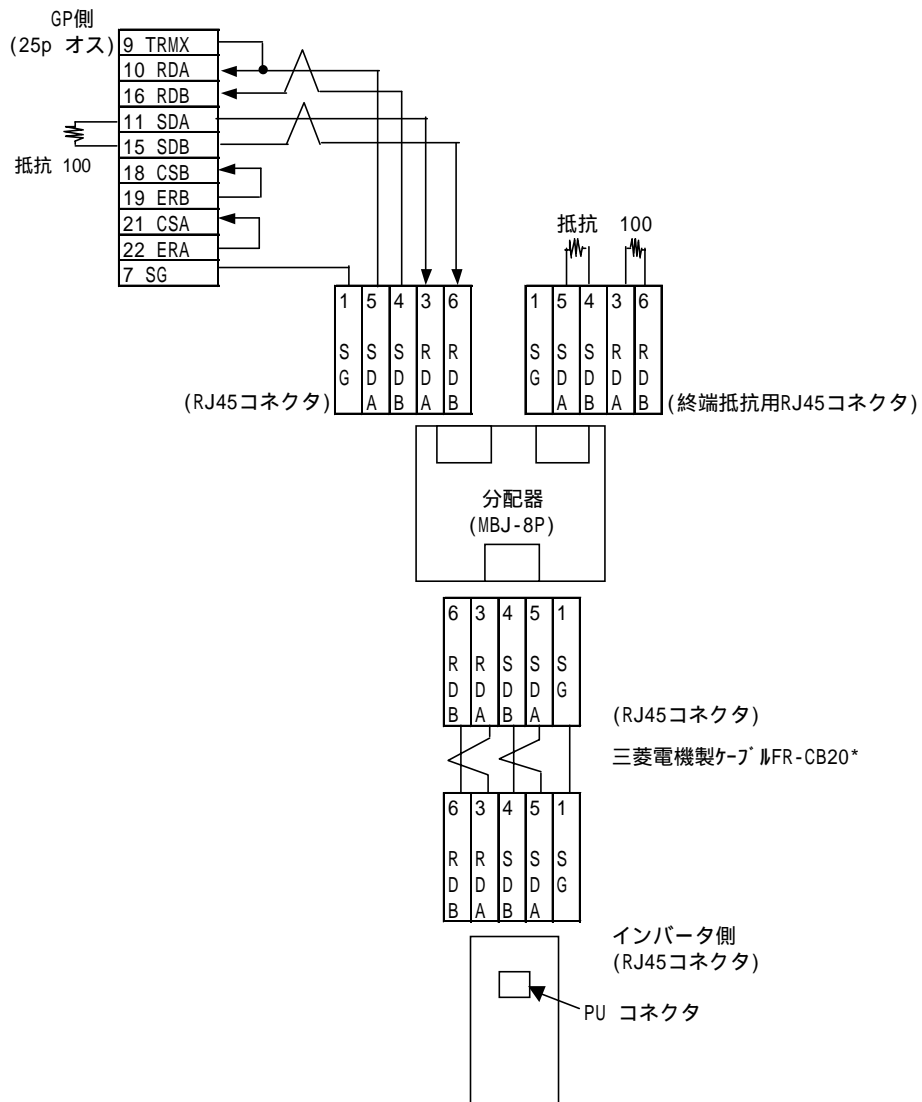 GP側
(25p オス)
9 TRMX
10 RDA
16 RDB
11 SDA
15 SDB
18 CSB
19 ERB
21 CSA
22 ERA
7 SG
抵抗 100
抵抗 100
1 SG
5 SDA
4 SDB
3 RDA
6 RDB
(RJ45コネクタ)
1 SG
5 SDA
4 SDB
3 RDA
6 RDB
(終端抵抗用RJ45コネクタ)
分配器
(MBJ-8P)
6 RDB
3 RDA
4 SDB
5 SDA
1 SG
(RJ45コネクタ)
三菱電機製ｹｰﾌﾞﾙFR-CB20*
6 RDB
3 RDA
4 SDB
5 SDA
1 SG
インバータ側
(RJ45コネクタ)
PU コネクタ